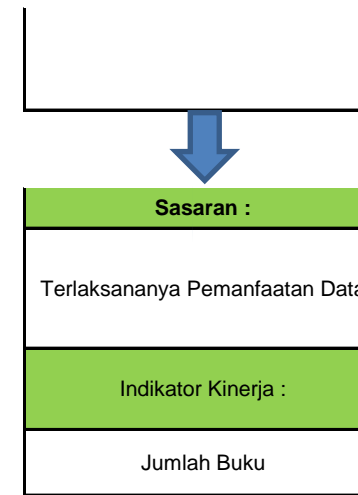 Sasaran :
Terlaksananya Pemanfaatan Data
Indikator Kinerja :
Jumlah Buku